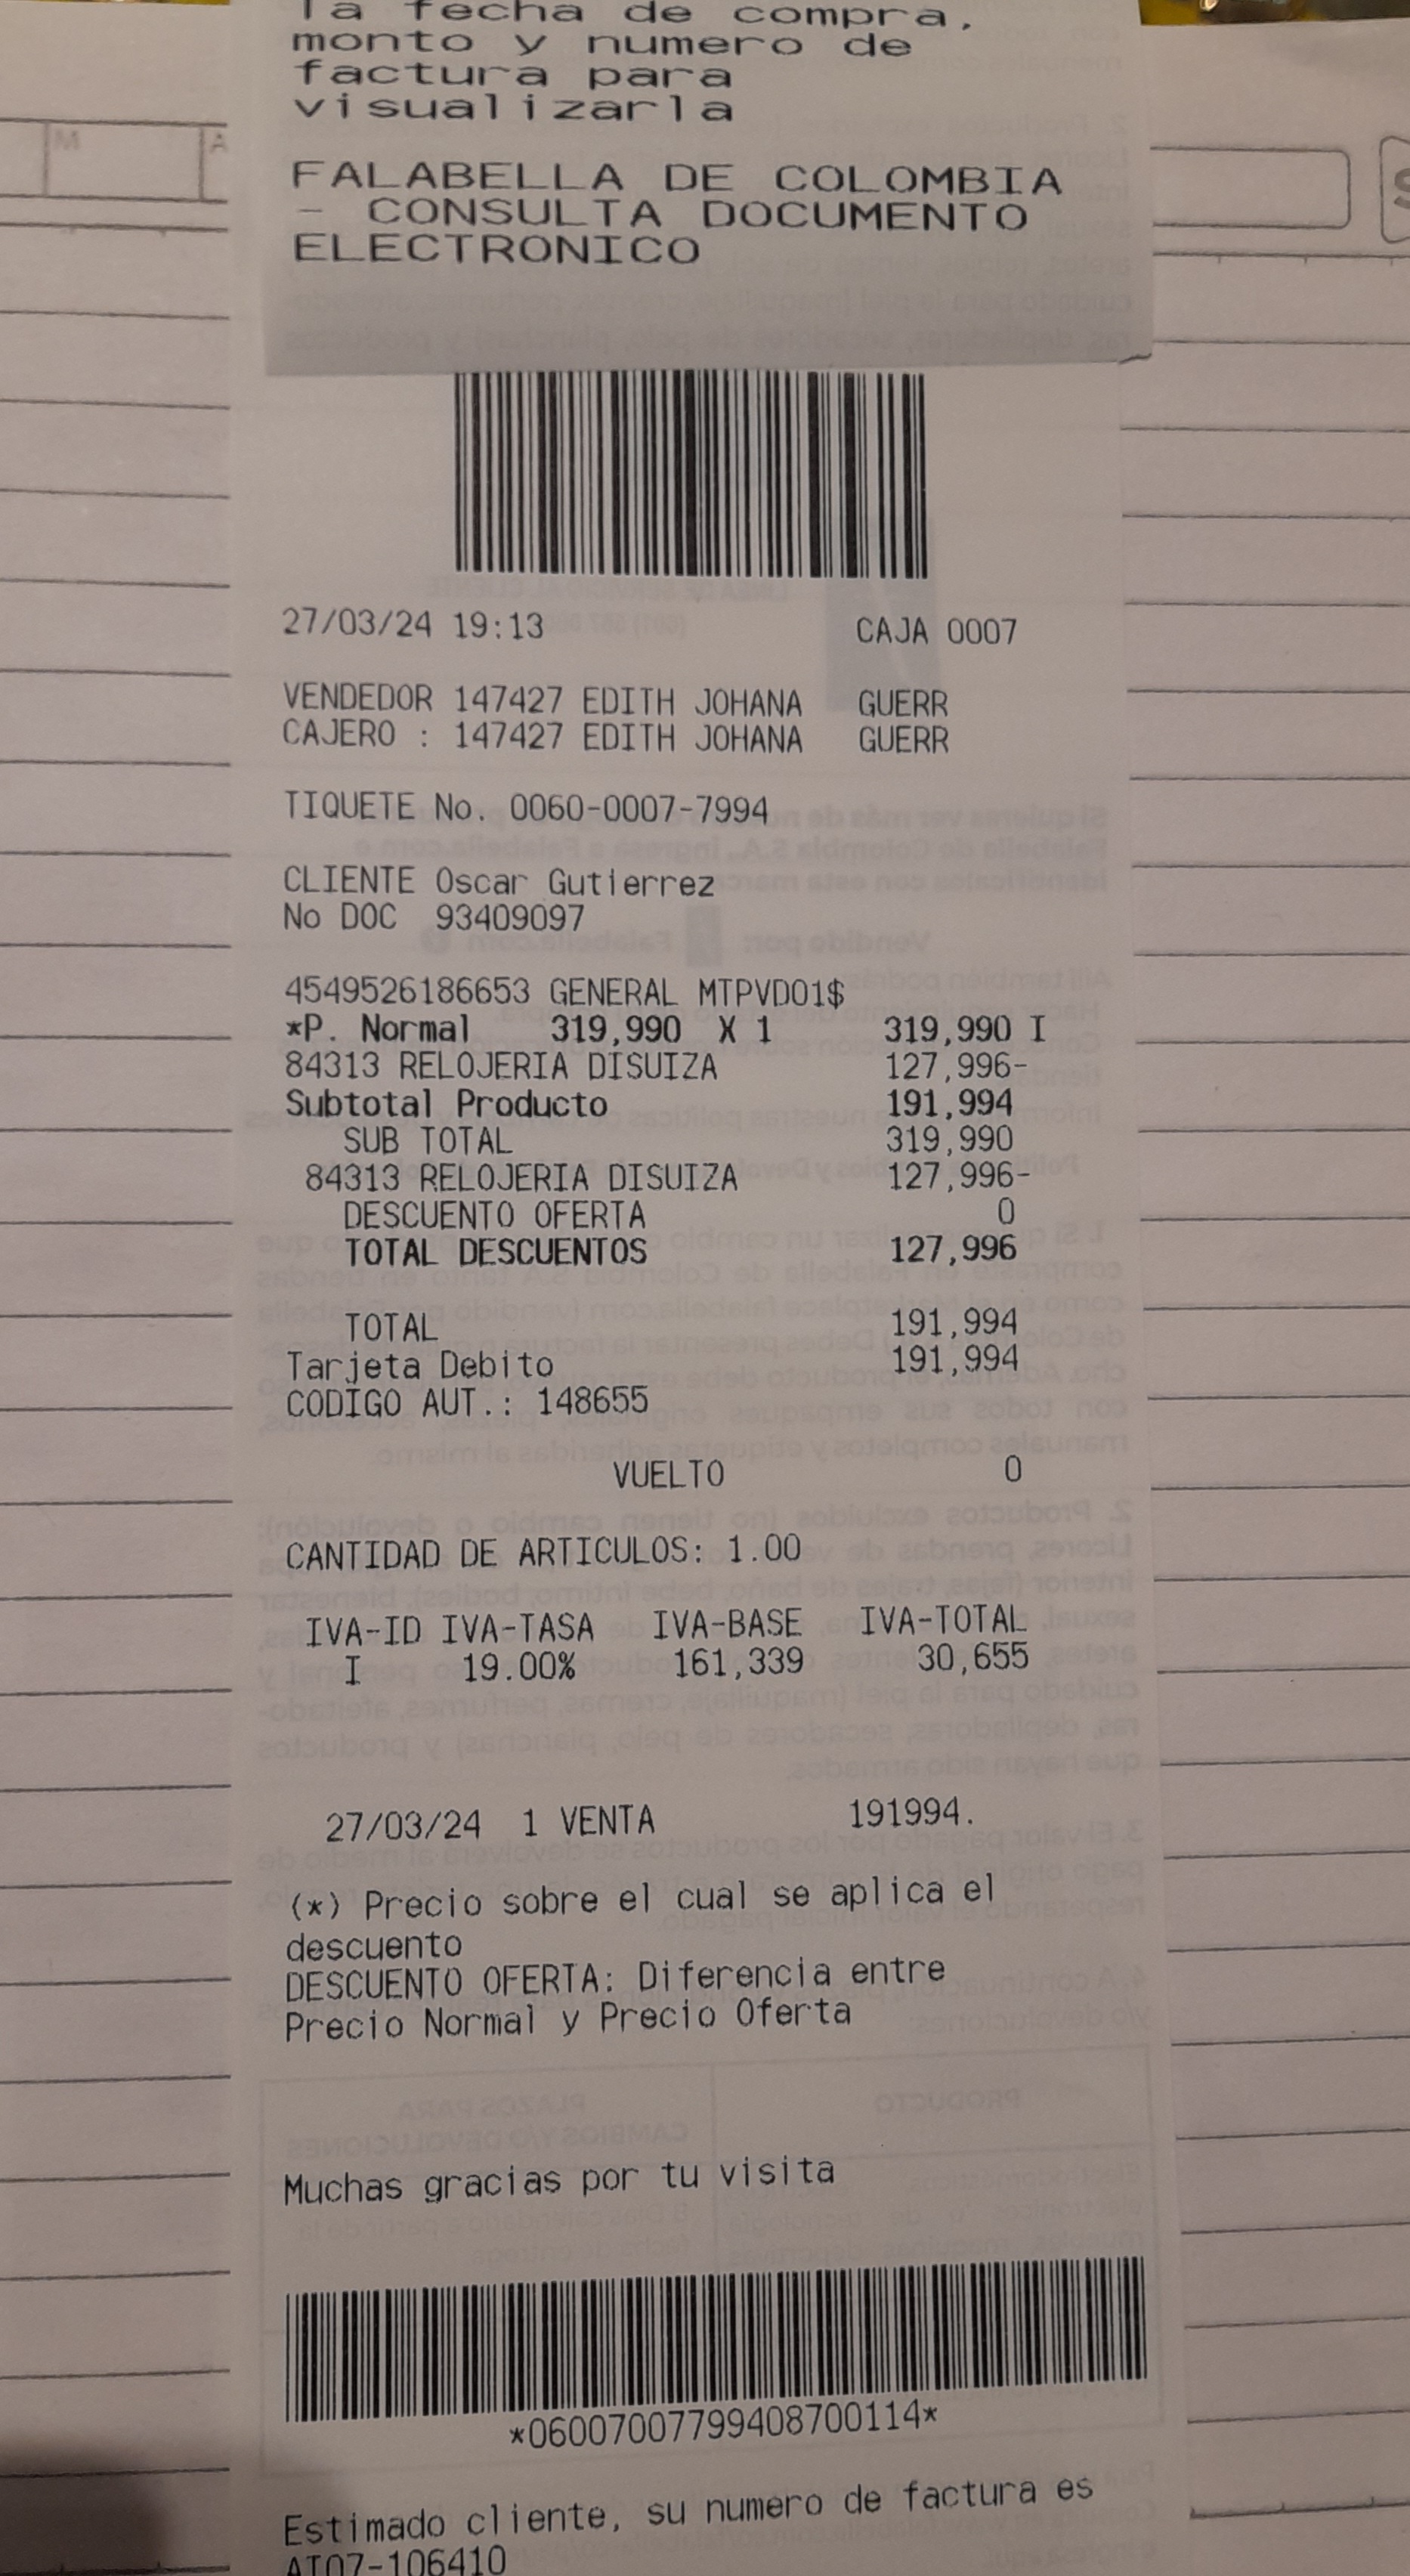 la fecha de compra,
monto y numero de
factura para
visualizarla
FALABELLA DE COLOMBIA
- CONSULTA DOCUMENTO
ELECTRONICO
27/03/24 19:13 CAJA 0007
VENDEDOR 147427 EDITH JOHANA GUERR
CAJERO : 147427 EDITH JOHANA GUERR
TIQUETE No. 0060-0007-7994
CLIENTE Oscar Gutierrez
No DOC 93409097
4549526186653 GENERAL MTPVD01$
*P. Normal 319,990 X 1 319,990 I
84313 RELOJERIA DISUIZA 127,996-
Subtotal Producto 191,994
SUB TOTAL 319,990
84313 RELOJERIA DISUIZA 127,996-
DESCUENTO OFERTA 0
TOTAL DESCUENTOS 127,996
TOTAL 191,994
Tarjeta Debito 191,994
CODIGO AUT.: 148655
VUELTO 0
CANTIDAD DE ARTICULOS: 1.00
IVA-ID IVA-TASA IVA-BASE IVA-TOTAL
I 19.00% 161,339 30,655
27/03/24 1 VENTA 191994.
(*) Precio sobre el cual se aplica el
descuento
DESCUENTO OFERTA: Diferencia entre
Precio Normal y Precio Oferta
Muchas gracias por tu visita
*06007007799408700114*
Estimado cliente, su numero de factura es
AT07-106410